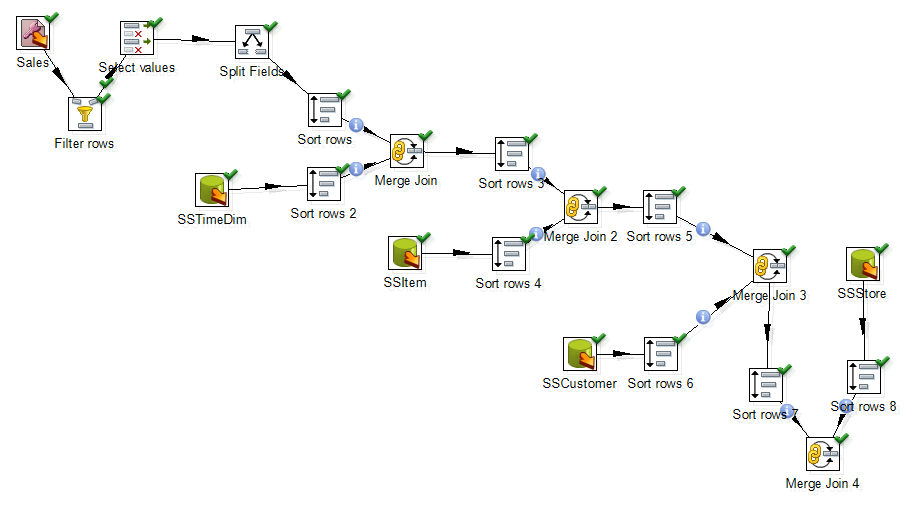 Sales
Select values
Split Fields
Filter rows
Sort rows
Merge Join
Sort rows 3
SSTimeDim
Sort rows 2
Merge Join 2
Sort rows 5
SSItem
Sort rows 4
Merge Join 3
SSStore
SSCustomer
Sort rows 6
Sort rows 7
Sort rows 8
Merge Join 4